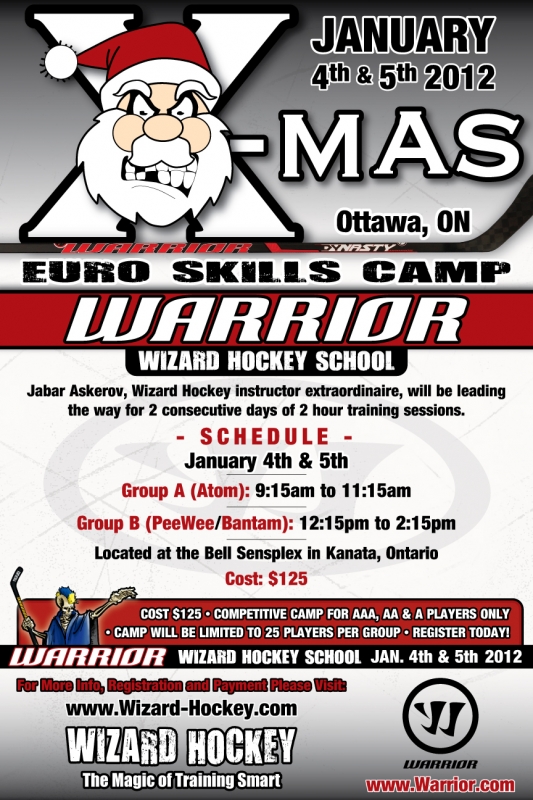 JANUARY
4th & 5th 2012
X-MAS
Ottawa, ON
WARRIOR DYNASTY
EURO SKILLS CAMP
WARRIOR
WIZARD HOCKEY SCHOOL
Jabar Askerov, Wizard Hockey instructor extraordinaire, will be leading
the way for 2 consecutive days of 2 hour training sessions.
- SCHEDULE -
January 4th & 5th
Group A (Atom): 9:15am to 11:15am
Group B (PeeWee/Bantam): 12:15pm to 2:15pm
Located at the Bell Sensplex in Kanata, Ontario
Cost: $125
COST $125 • COMPETITIVE CAMP FOR AAA, AA & A PLAYERS ONLY
• CAMP WILL BE LIMITED TO 25 PLAYERS PER GROUP • REGISTER TODAY!
WARRIOR WIZARD HOCKEY SCHOOL JAN. 4th & 5th 2012
For More Info, Registration and Payment Please Visit:
www.Wizard-Hockey.com
WIZARD HOCKEY
The Magic of Training Smart
WARRIOR
www.Warrior.com